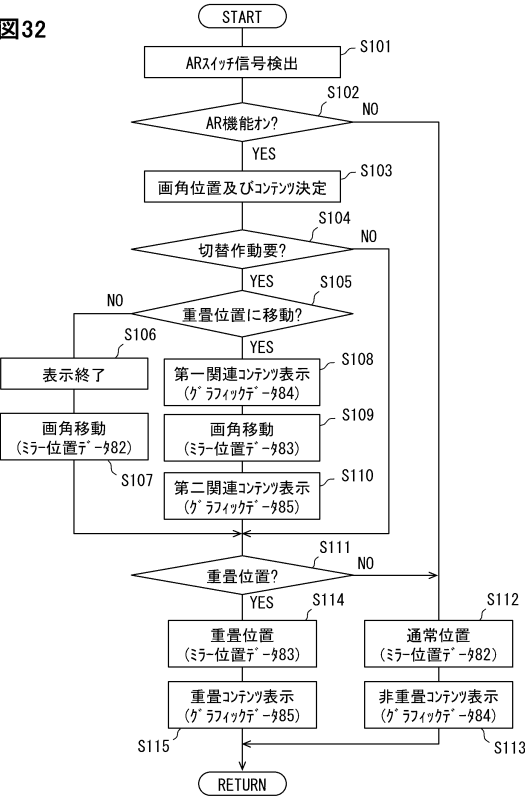 図32
START
S101
ARｽｲｯﾁ信号検出
S102
AR機能オン?
NO
YES
S103
画角位置及びｺﾝﾃﾝﾂ決定
S104
切替作動要?
NO
YES
S105
重畳位置に移動?
NO
YES
S106
表示終了
S108
第一関連ｺﾝﾃﾝﾂ表示
(ｸﾞﾗﾌｨｯｸﾃﾞｰﾀ84)
画角移動
(ﾐﾗｰ位置ﾃﾞｰﾀ82)
S107
S109
画角移動
(ﾐﾗｰ位置ﾃﾞｰﾀ83)
S110
第二関連ｺﾝﾃﾝﾂ表示
(ｸﾞﾗﾌｨｯｸﾃﾞｰﾀ85)
S111
重畳位置?
NO
YES
S114
重畳位置
(ﾐﾗｰ位置ﾃﾞｰﾀ83)
S112
通常位置
(ﾐﾗｰ位置ﾃﾞｰﾀ82)
重畳ｺﾝﾃﾝﾂ表示
(ｸﾞﾗﾌｨｯｸﾃﾞｰﾀ85)
S115
非重畳ｺﾝﾃﾝﾂ表示
(ｸﾞﾗﾌｨｯｸﾃﾞｰﾀ84)
S113
RETURN